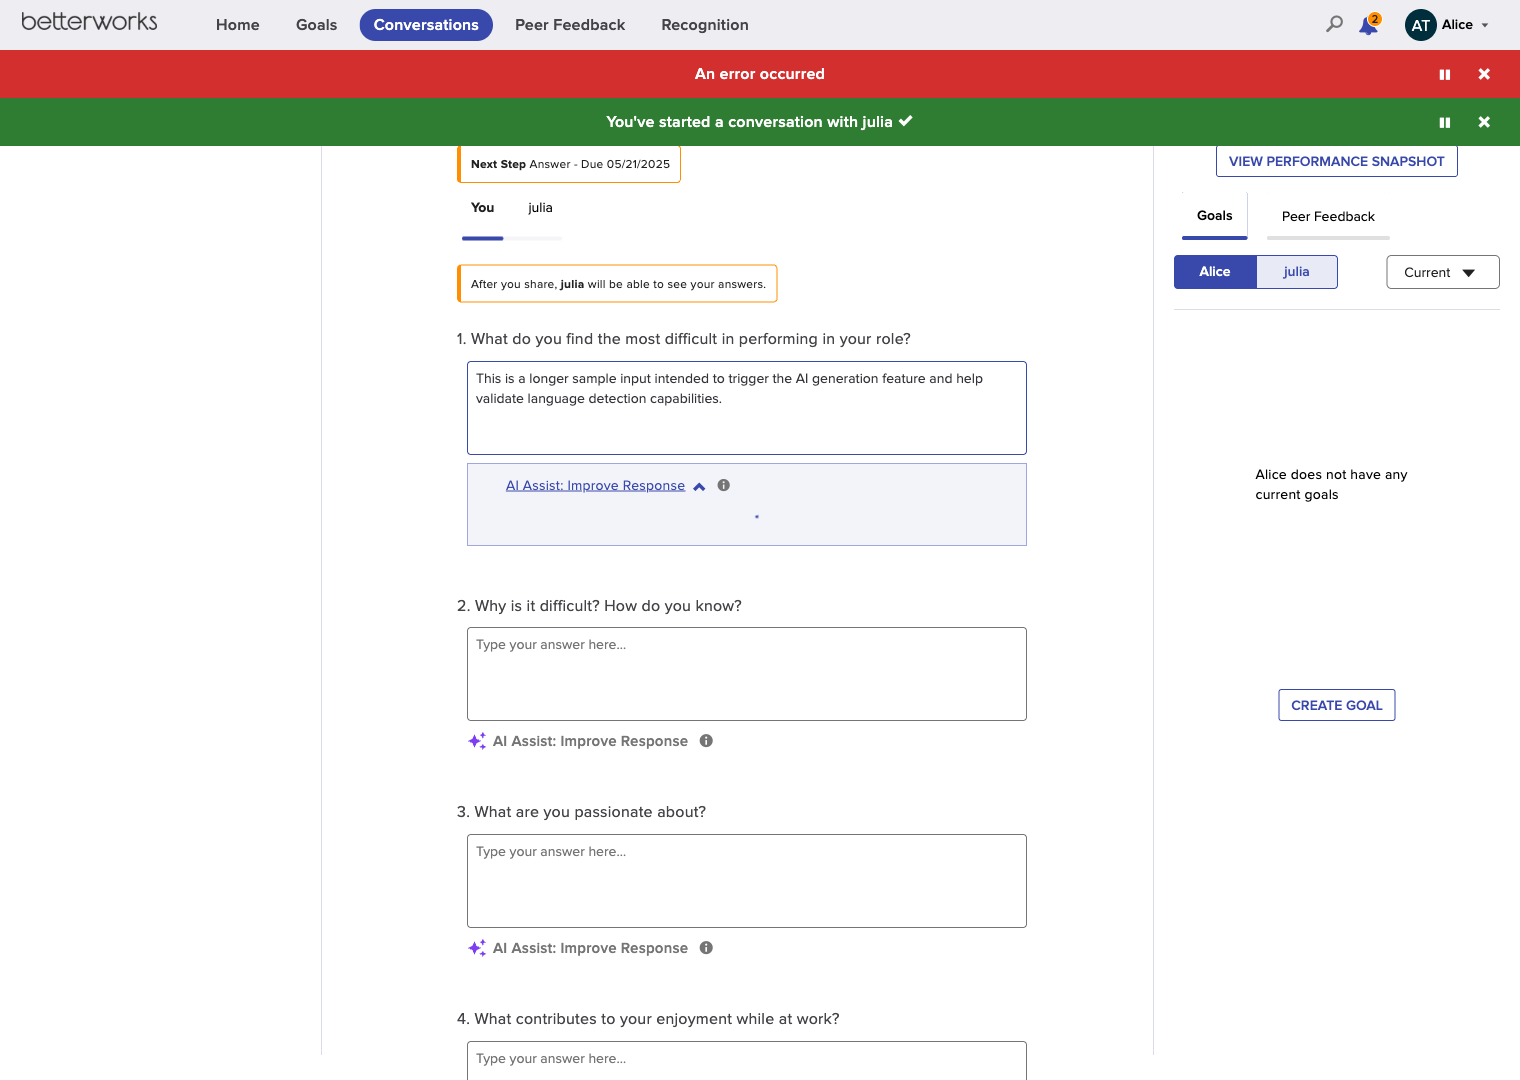 betterworks
Home Goals Conversations Peer Feedback Recognition
2
AT Alice
An error occurred
You've started a conversation with julia
Next Step Answer - Due 05/21/2025
VIEW PERFORMANCE SNAPSHOT
You julia
Goals Peer Feedback
Alice julia Current
After you share, julia will be able to see your answers.
1. What do you find the most difficult in performing in your role?
This is a longer sample input intended to trigger the AI generation feature and help
validate language detection capabilities.
AI Assist: Improve Response
Alice does not have any
current goals
2. Why is it difficult? How do you know?
Type your answer here...
CREATE GOAL
AI Assist: Improve Response
3. What are you passionate about?
Type your answer here...
AI Assist: Improve Response
4. What contributes to your enjoyment while at work?
Type your answer here...